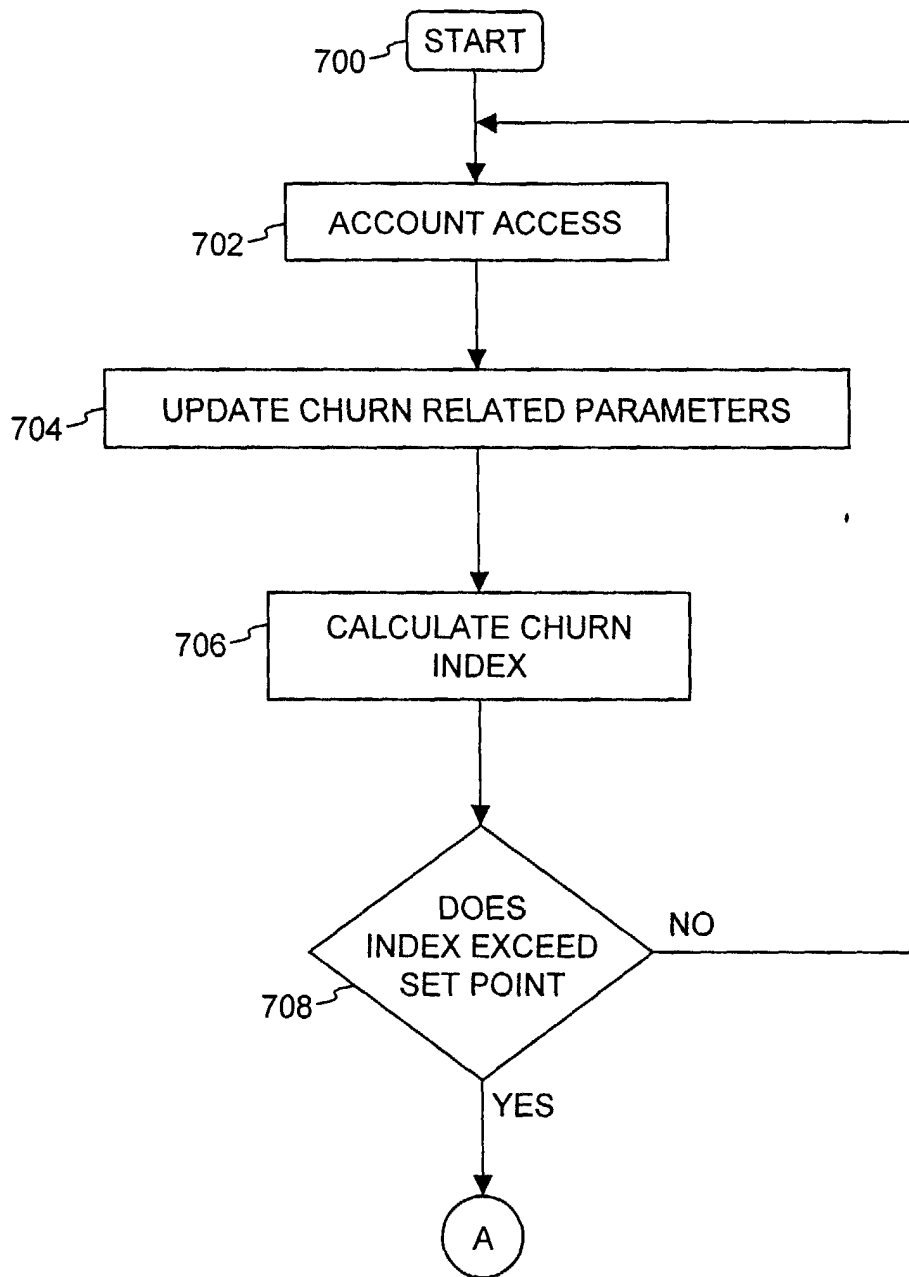 START
700
ACCOUNT ACCESS
702
UPDATE CHURN RELATED PARAMETERS
704
CALCULATE CHURN
INDEX
706
DOES
INDEX EXCEED
SET POINT
NO
708
YES
A